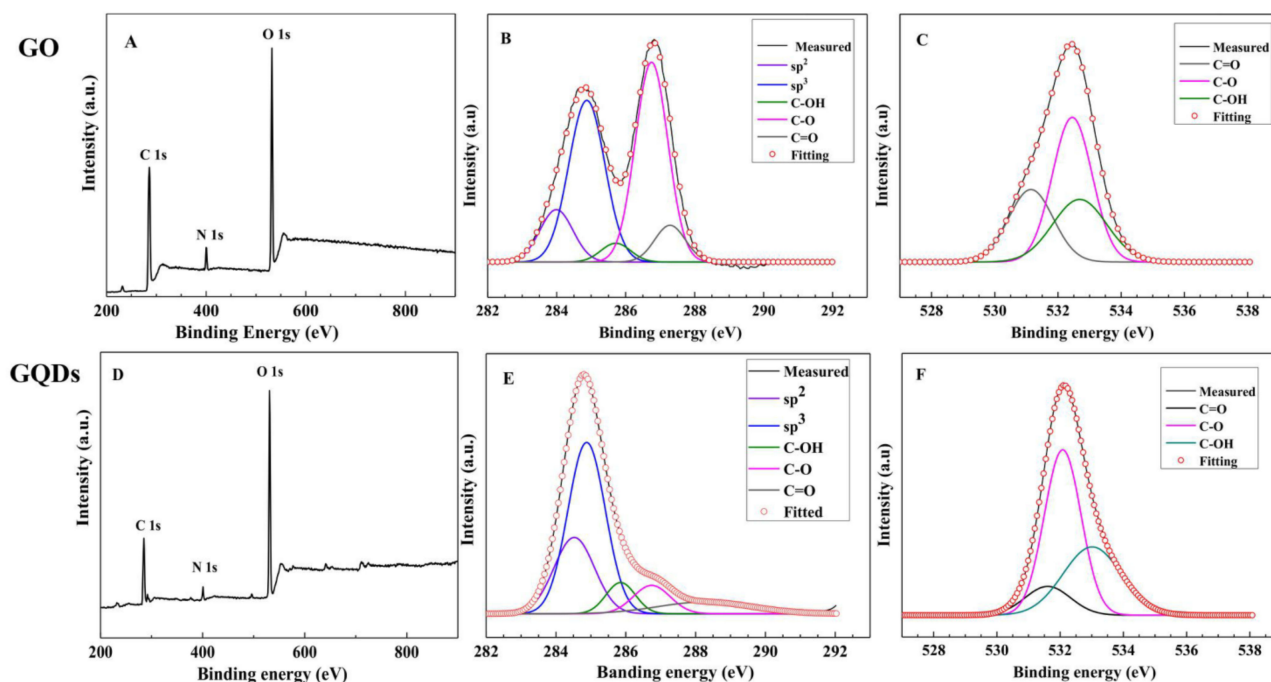 GO
A
O 1s
C 1s
N 1s
Intensity (a.u.)
200 400 600 800
Binding Energy (eV)
B
Measured
sp²
sp³
C-OH
C-O
C=O
Fitting
Intensity (a.u)
282 284 286 288 290 292
Binding energy (eV)
C
Measured
C=O
C-O
C-OH
Fitting
Intensity (a.u)
528 530 532 534 536 538
Binding energy (eV)
GQDs
D
O 1s
C 1s
N 1s
Intensity (a.u.)
200 400 600 800
Binding energy (eV)
E
Measured
sp²
sp³
C-OH
C-O
C=O
Fitted
Intensity (a.u.)
282 284 286 288 290 292
Banding energy (eV)
F
Measured
C=O
C-O
C-OH
Fitting
Intensity (a.u)
528 530 532 534 536 538
Binding energy (eV)